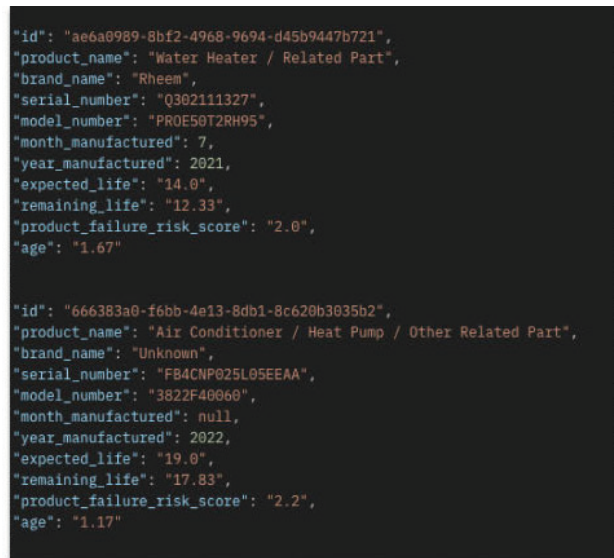 "id": "ae6a0989-8bf2-4968-9694-d45b9447b721",
"product_name": "Water Heater / Related Part",
"brand_name": "Rheem",
"serial_number": "Q302111327",
"model_number": "PROE50T2RH95",
"month_manufactured": 7,
"year_manufactured": 2021,
"expected_life": "14.0",
"remaining_life": "12.33",
"product_failure_risk_score": "2.0",
"age": "1.67"
"id": "666383a0-f6bb-4e13-8db1-8c620b3035b2",
"product_name": "Air Conditioner / Heat Pump / Other Related Part",
"brand_name": "Unknown",
"serial_number": "FB4CNP025L05EEAA",
"model_number": "3822F40060",
"month_manufactured": null,
"year_manufactured": 2022,
"expected_life": "19.0",
"remaining_life": "17.83",
"product_failure_risk_score": "2.2",
"age": "1.17"